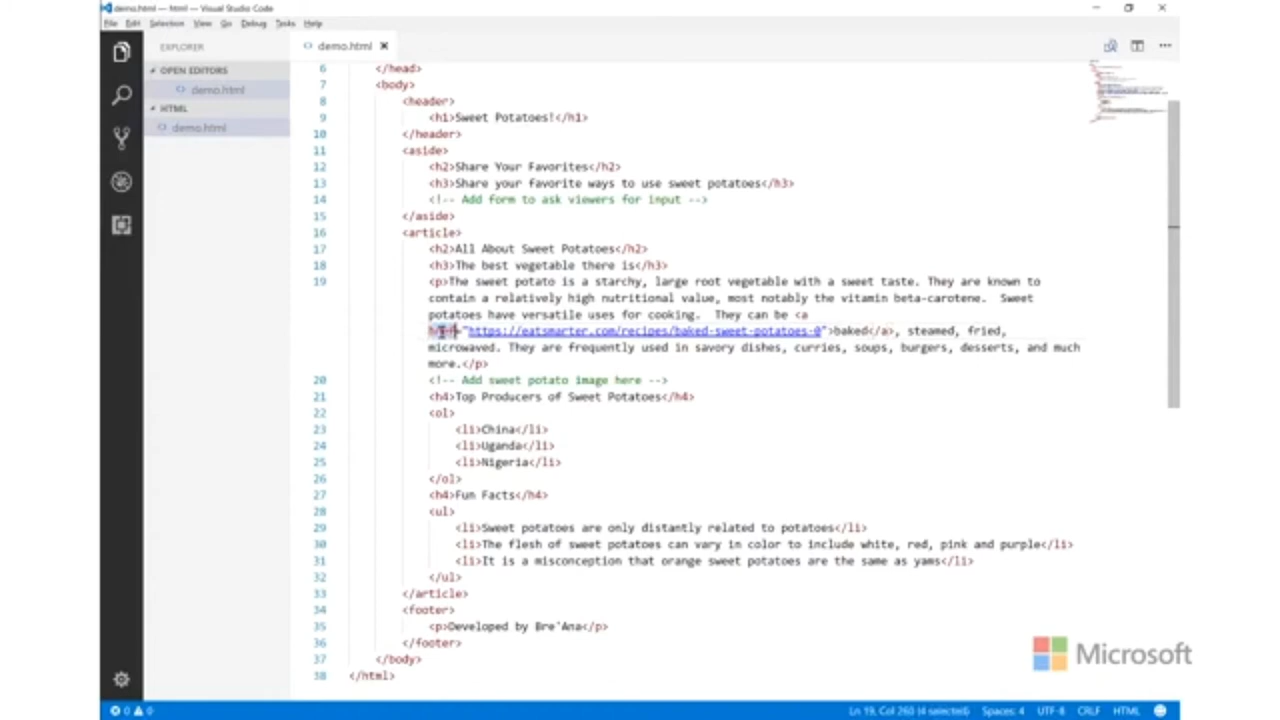 demo.html — html — Visual Studio Code
File Edit Selection View Go Debug Tasks Help
EXPLORER
OPEN EDITORS
demo.html
HTML
demo.html
demo.html
6 </head>
7 <body>
8 <header>
9 <h1>Sweet Potatoes!</h1>
10 </header>
11 <aside>
12 <h2>Share Your Favorites</h2>
13 <h3>Share your favorite ways to use sweet potatoes</h3>
14 <!-- Add form to ask viewers for input -->
15 </aside>
16 <article>
17 <h2>All About Sweet Potatoes</h2>
18 <h3>The best vegetable there is</h3>
19 <p>The sweet potato is a starchy, large root vegetable with a sweet taste. They are known to
contain a relatively high nutritional value, most notably the vitamin beta-carotene.  Sweet
potatoes have versatile uses for cooking.  They can be <a
href="https://eatsmarter.com/recipes/baked-sweet-potatoes-0">baked</a>, steamed, fried,
microwaved. They are frequently used in savory dishes, curries, soups, burgers, desserts, and much
more.</p>
20 <!-- Add sweet potato image here -->
21 <h4>Top Producers of Sweet Potatoes</h4>
22 <ol>
23 <li>China</li>
24 <li>Uganda</li>
25 <li>Nigeria</li>
26 </ol>
27 <h4>Fun Facts</h4>
28 <ul>
29 <li>Sweet potatoes are only distantly related to potatoes</li>
30 <li>The flesh of sweet potatoes can vary in color to include white, red, pink and purple</li>
31 <li>It is a misconception that orange sweet potatoes are the same as yams</li>
32 </ul>
33 </article>
34 <footer>
35 <p>Developed by Bre'Ana</p>
36 </footer>
37 </body>
38 </html>
Microsoft
0 0 Ln 19, Col 260 (4 selected) Spaces: 4 UTF-8 CRLF HTML